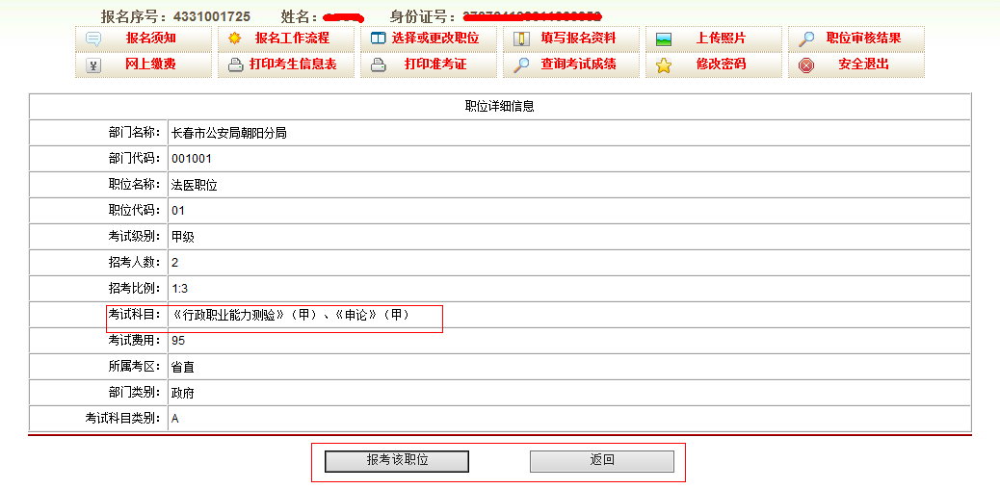 报名序号：4331001725 姓名： 身份证号：
报名须知 报名工作流程 选择或更改职位 填写报名资料 上传照片 职位审核结果
网上缴费 打印考生信息表 打印准考证 查询考试成绩 修改密码 安全退出
职位详细信息
部门名称： 长春市公安局朝阳分局
部门代码： 001001
职位名称： 法医职位
职位代码： 01
考试级别： 甲级
招考人数： 2
招考比例： 1:3
考试科目： 《行政职业能力测验》（甲）、《申论》（甲）
考试费用： 95
所属考区： 省直
部门类别： 政府
考试科目类别： A
报考该职位 返回